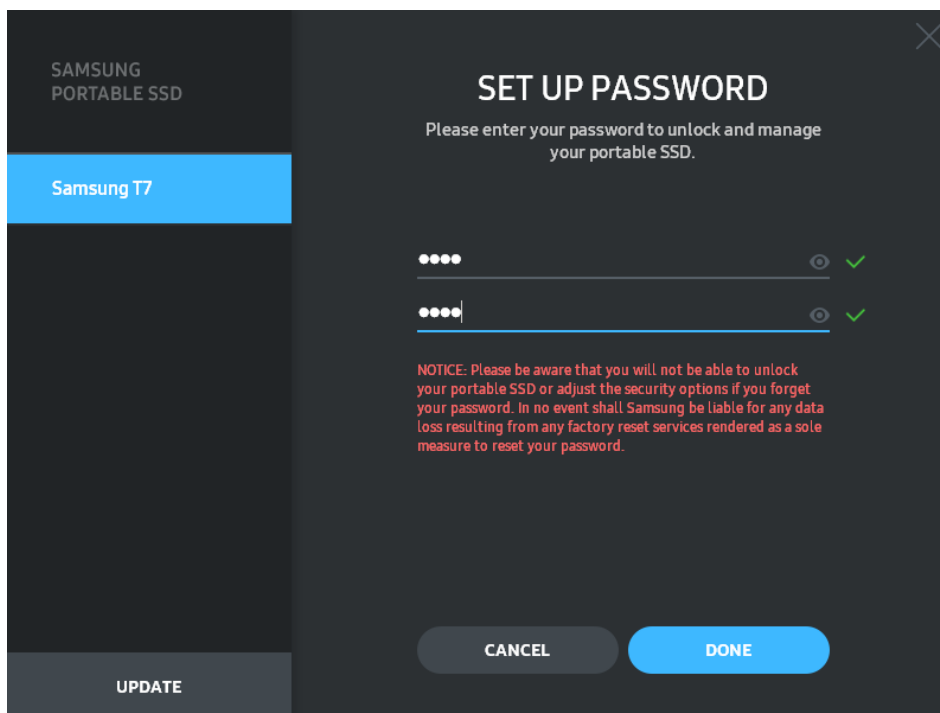 SAMSUNG
PORTABLE SSD
Samsung T7
UPDATE
SET UP PASSWORD
Please enter your password to unlock and manage
your portable SSD.
●●●●
●●●●
NOTICE: Please be aware that you will not be able to unlock
your portable SSD or adjust the security options if you forget
your password. In no event shall Samsung be liable for any data
loss resulting from any factory reset services rendered as a sole
measure to reset your password.
CANCEL
DONE